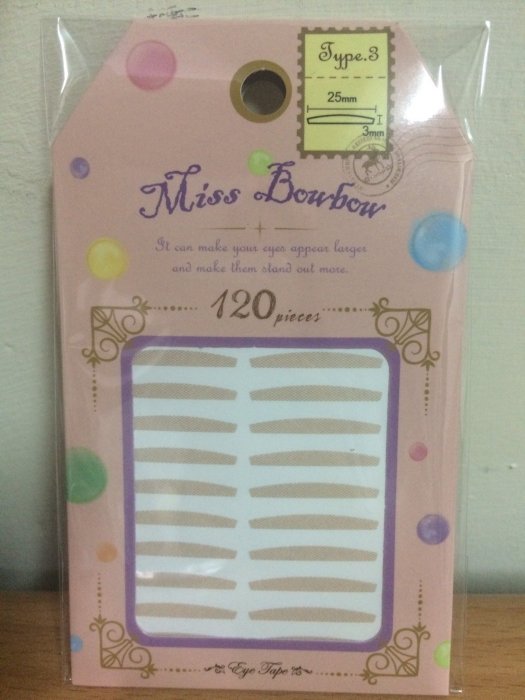 Type.3
25mm
3mm
Miss Bowbow
It can make your eyes appear larger
and make them stand out more.
120 pieces
Eye Tape